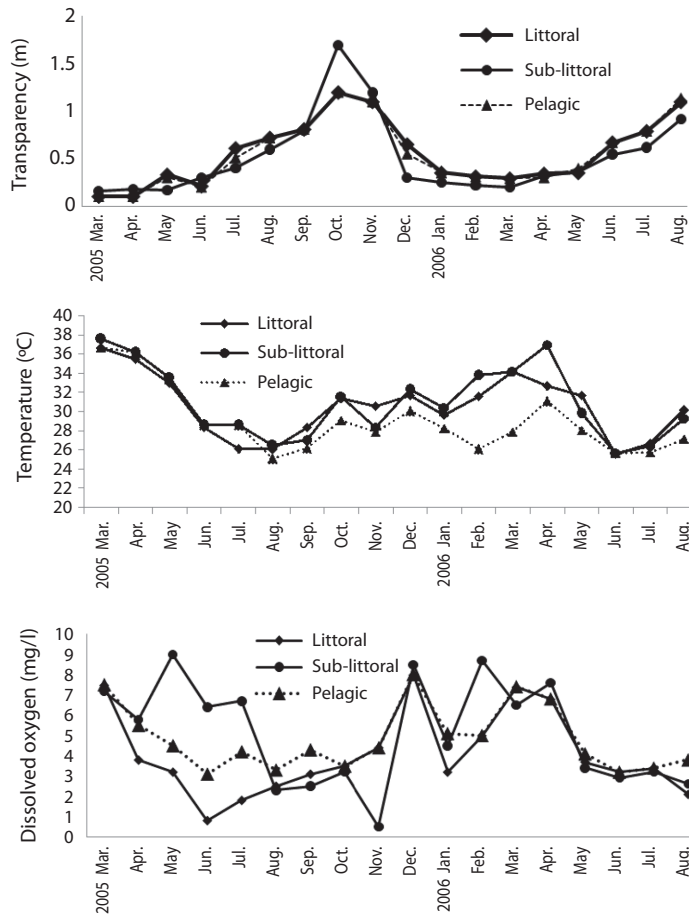 Transparency (m)
2
1.5
1
0.5
0
Littoral
Sub-littoral
Pelagic
2005 Mar.
Apr.
May
Jun.
Jul.
Aug.
Sep.
Oct.
Nov.
Dec.
2006 Jan.
Feb.
Mar.
Apr.
May
Jun.
Jul.
Aug.
Temperature (ºC)
40
38
36
34
32
30
28
26
24
22
20
Littoral
Sub-littoral
Pelagic
2005 Mar.
Apr.
May
Jun.
Jul.
Aug.
Sep.
Oct.
Nov.
Dec.
2006 Jan.
Feb.
Mar.
Apr.
May
Jun.
Jul.
Aug.
Dissolved oxygen (mg/l)
10
9
8
7
6
5
4
3
2
1
0
Littoral
Sub-littoral
Pelagic
2005 Mar.
Apr.
May
Jun.
Jul.
Aug.
Sep.
Oct.
Nov.
Dec.
2006 Jan.
Feb.
Mar.
Apr.
May
Jun.
Jul.
Aug.